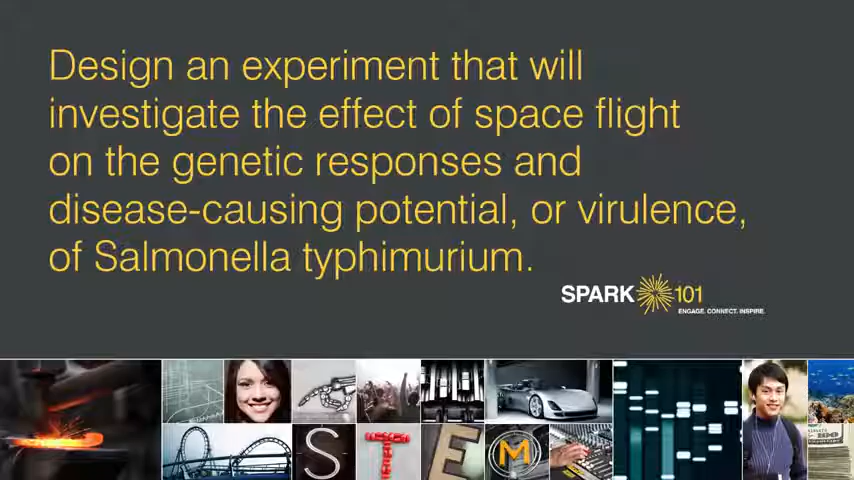 Design an experiment that will
investigate the effect of space flight
on the genetic responses and
disease-causing potential, or virulence,
of Salmonella typhimurium.
SPARK 101
ENGAGE. CONNECT. INSPIRE.
STEM